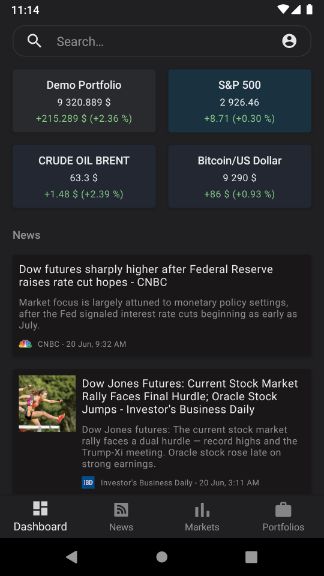 11:14
Search...
Demo Portfolio
9 320.889 $
+215.289 $ (+2.36 %)
S&P 500
2 926.46
+8.71 (+0.30 %)
CRUDE OIL BRENT
63.3 $
+1.48 $ (+2.39 %)
Bitcoin/US Dollar
9 290 $
+86 $ (+0.93 %)
News
Dow futures sharply higher after Federal Reserve
raises rate cut hopes - CNBC
Market focus is largely attuned to monetary policy settings,
after the Fed signaled interest rate cuts beginning as early as
July.
CNBC - 20 Jun, 9:32 AM
Dow Jones Futures: Current Stock Market
Rally Faces Final Hurdle; Oracle Stock
Jumps - Investor's Business Daily
Dow Jones futures: The current stock market
rally faces a dual hurdle — record highs and the
Trump-Xi meeting. Oracle stock rose late on
strong earnings.
IBD Investor's Business Daily - 20 Jun, 3:11 AM
Dashboard
News
Markets
Portfolios